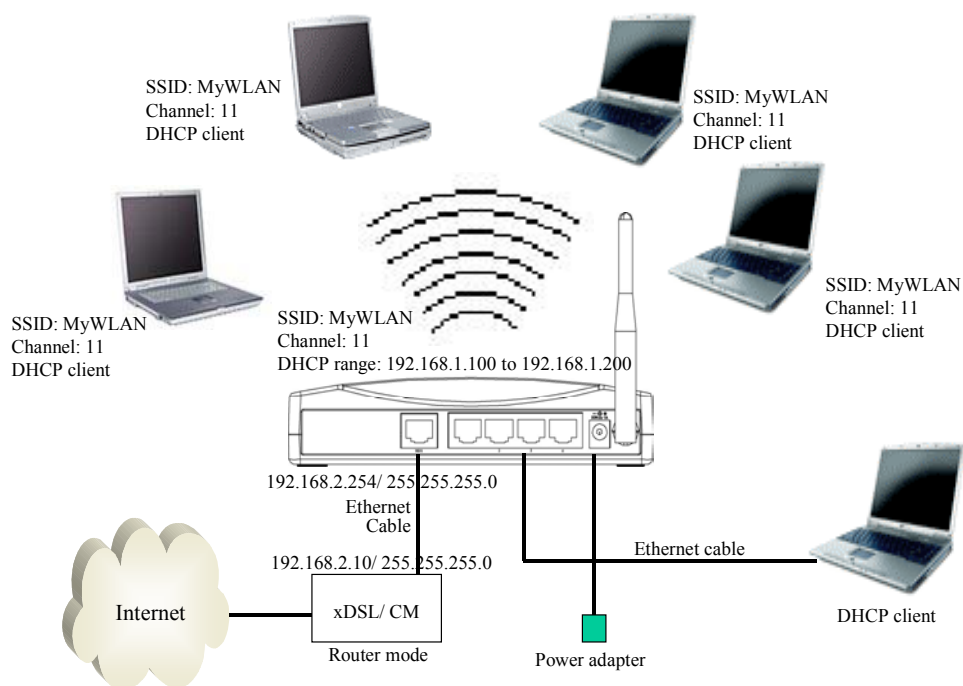 SSID: MyWLAN
Channel: 11
DHCP client
SSID: MyWLAN
Channel: 11
DHCP client
SSID: MyWLAN
Channel: 11
DHCP client
SSID: MyWLAN
Channel: 11
DHCP client
SSID: MyWLAN
Channel: 11
DHCP range: 192.168.1.100 to 192.168.1.200
192.168.2.254/ 255.255.255.0
Ethernet
Cable
192.168.2.10/ 255.255.255.0
Internet
xDSL/ CM
Router mode
Ethernet cable
Power adapter
DHCP client